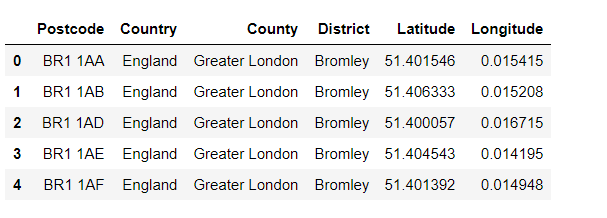 Postcode Country County District Latitude Longitude
0 BR1 1AA England Greater London Bromley 51.401546 0.015415
1 BR1 1AB England Greater London Bromley 51.406333 0.015208
2 BR1 1AD England Greater London Bromley 51.400057 0.016715
3 BR1 1AE England Greater London Bromley 51.404543 0.014195
4 BR1 1AF England Greater London Bromley 51.401392 0.014948